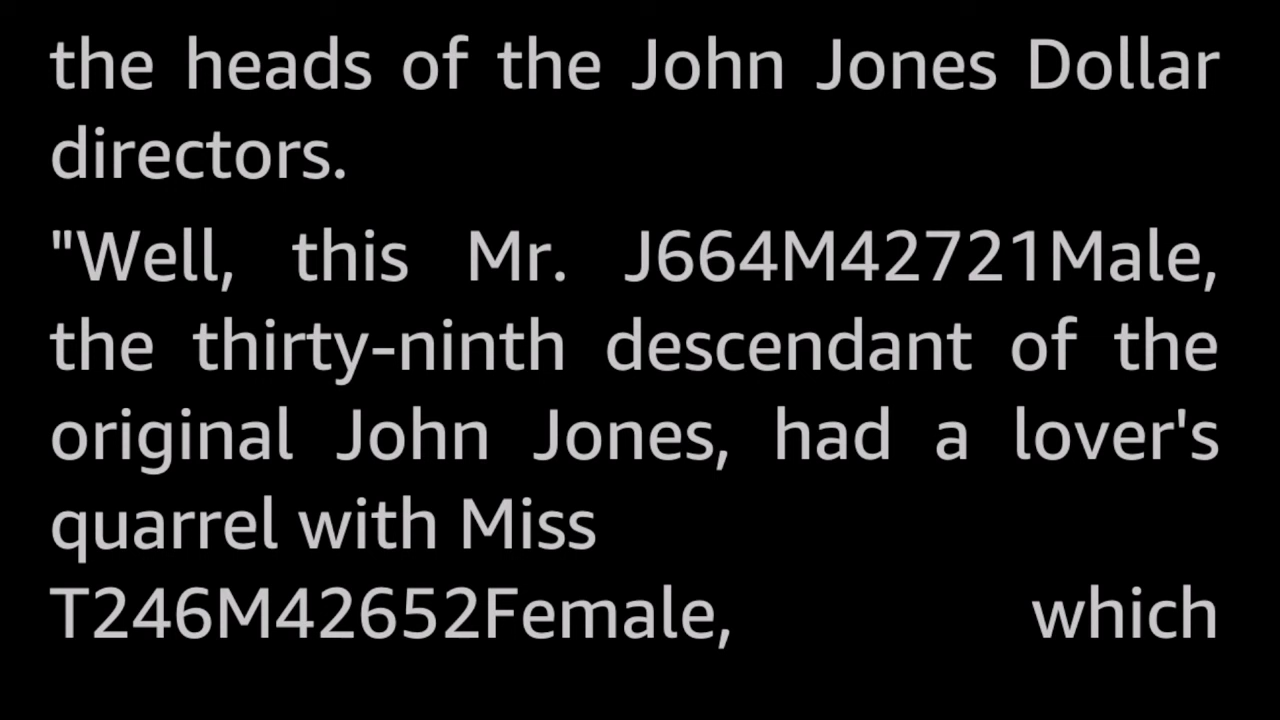 the heads of the John Jones Dollar
directors.
"Well, this Mr. J664M42721Male,
the thirty-ninth descendant of the
original John Jones, had a lover's
quarrel with Miss
T246M42652Female, which